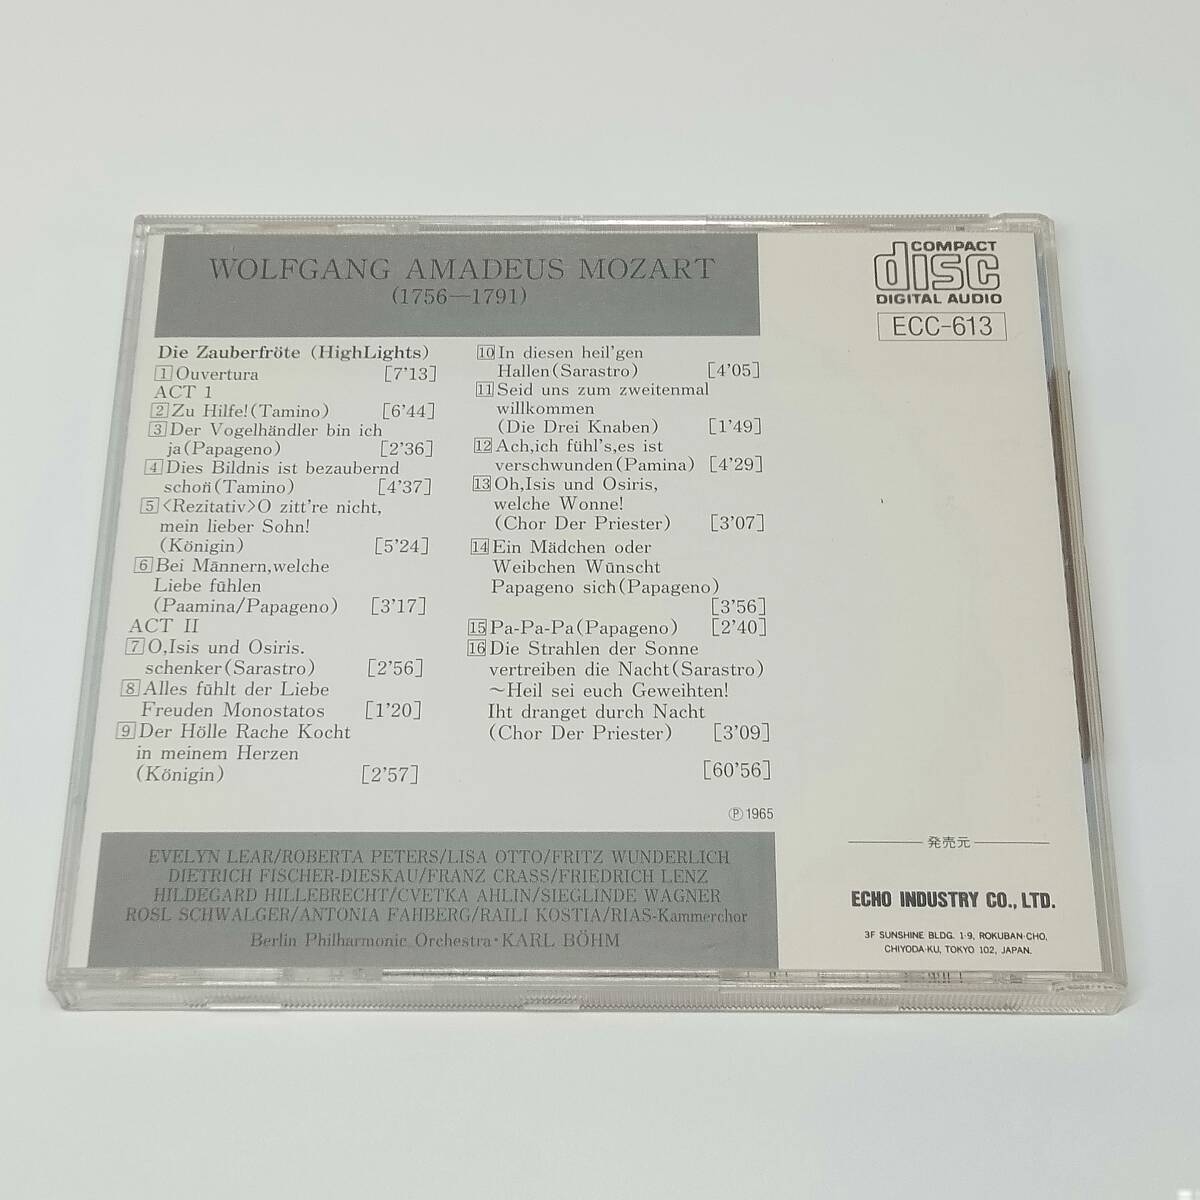 WOLFGANG AMADEUS MOZART
(1756—1791)
COMPACT
disc
DIGITAL AUDIO
ECC-613
Die Zauberfröte (HighLights)
1 Ouvertura [7'13]
ACT 1
2 Zu Hilfe!(Tamino) [6'44]
3 Der Vogelhändler bin ich
ja(Papageno) [2'36]
4 Dies Bildnis ist bezaubernd
schoń(Tamino) [4'37]
5 <Rezitativ>O zitt're nicht,
mein lieber Sohn!
(Königin) [5'24]
6 Bei Männern,welche
Liebe fühlen
(Paamina/Papageno) [3'17]
ACT II
7 O,Isis und Osiris.
schenker(Sarastro) [2'56]
8 Alles fühlt der Liebe
Freuden Monostatos [1'20]
9 Der Hölle Rache Kocht
in meinem Herzen
(Königin) [2'57]
10 In diesen heil'gen
Hallen(Sarastro) [4'05]
11 Seid uns zum zweitenmal
willkommen
(Die Drei Knaben) [1'49]
12 Ach,ich fühl's,es ist
verschwunden(Pamina) [4'29]
13 Oh,Isis und Osiris,
welche Wonne!
(Chor Der Priester) [3'07]
14 Ein Mädchen oder
Weibchen Wünscht
Papageno sich(Papageno)
[3'56]
15 Pa-Pa-Pa(Papageno) [2'40]
16 Die Strahlen der Sonne
vertreiben die Nacht(Sarastro)
～Heil sei euch Geweihten!
Iht dranget durch Nacht
(Chor Der Priester) [3'09]
[60'56]
Ⓟ1965
EVELYN LEAR/ROBERTA PETERS/LISA OTTO/FRITZ WUNDERLICH
DIETRICH FISCHER-DIESKAU/FRANZ CRASS/FRIEDRICH LENZ
HILDEGARD HILLEBRECHT/CVETKA AHLIN/SIEGLINDE WAGNER
ROSL SCHWALGER/ANTONIA FAHBERG/RAILI KOSTIA/RIAS-Kammerchor
Berlin Philharmonic Orchestra・KARL BÖHM
発売元
ECHO INDUSTRY CO., LTD.
3F SUNSHINE BLDG. 1-9, ROKUBAN-CHO,
CHIYODA-KU, TOKYO 102, JAPAN.